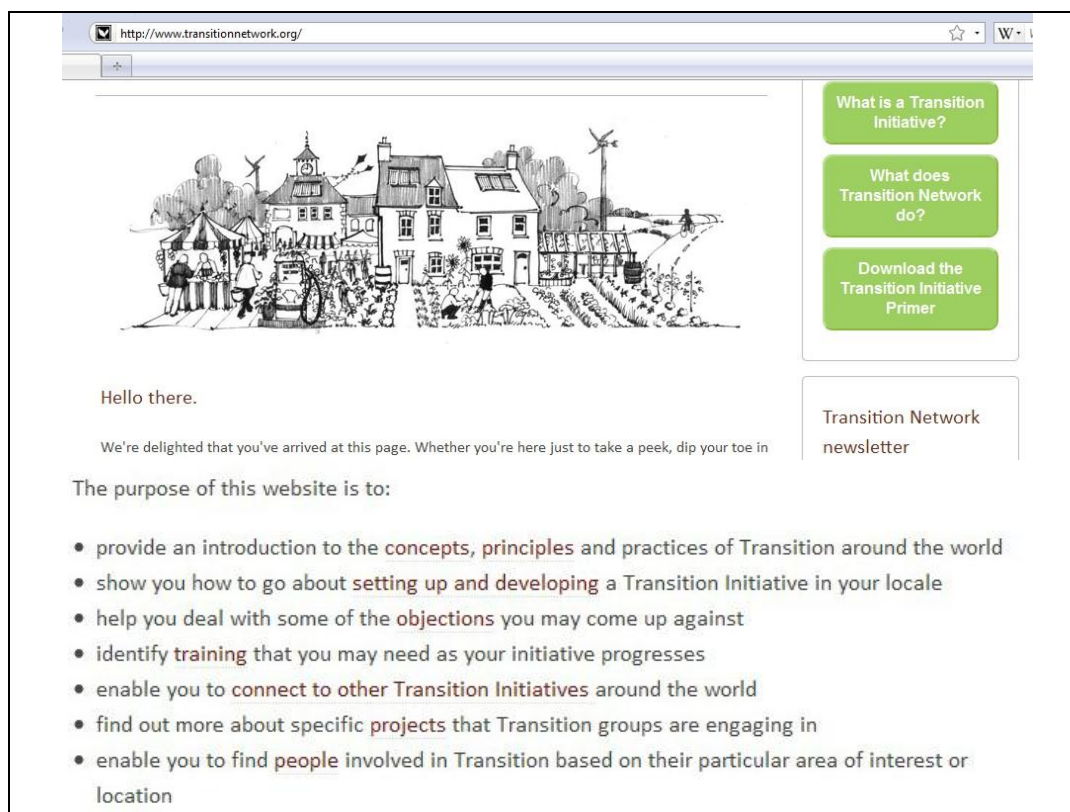 http://www.transitionnetwork.org/
W
What is a Transition
Initiative?
What does
Transition Network
do?
Download the
Transition Initiative
Primer
Hello there.
We're delighted that you've arrived at this page. Whether you're here just to take a peek, dip your toe in
Transition Network
newsletter
The purpose of this website is to:
• provide an introduction to the concepts, principles and practices of Transition around the world
• show you how to go about setting up and developing a Transition Initiative in your locale
• help you deal with some of the objections you may come up against
• identify training that you may need as your initiative progresses
• enable you to connect to other Transition Initiatives around the world
• find out more about specific projects that Transition groups are engaging in
• enable you to find people involved in Transition based on their particular area of interest or
location